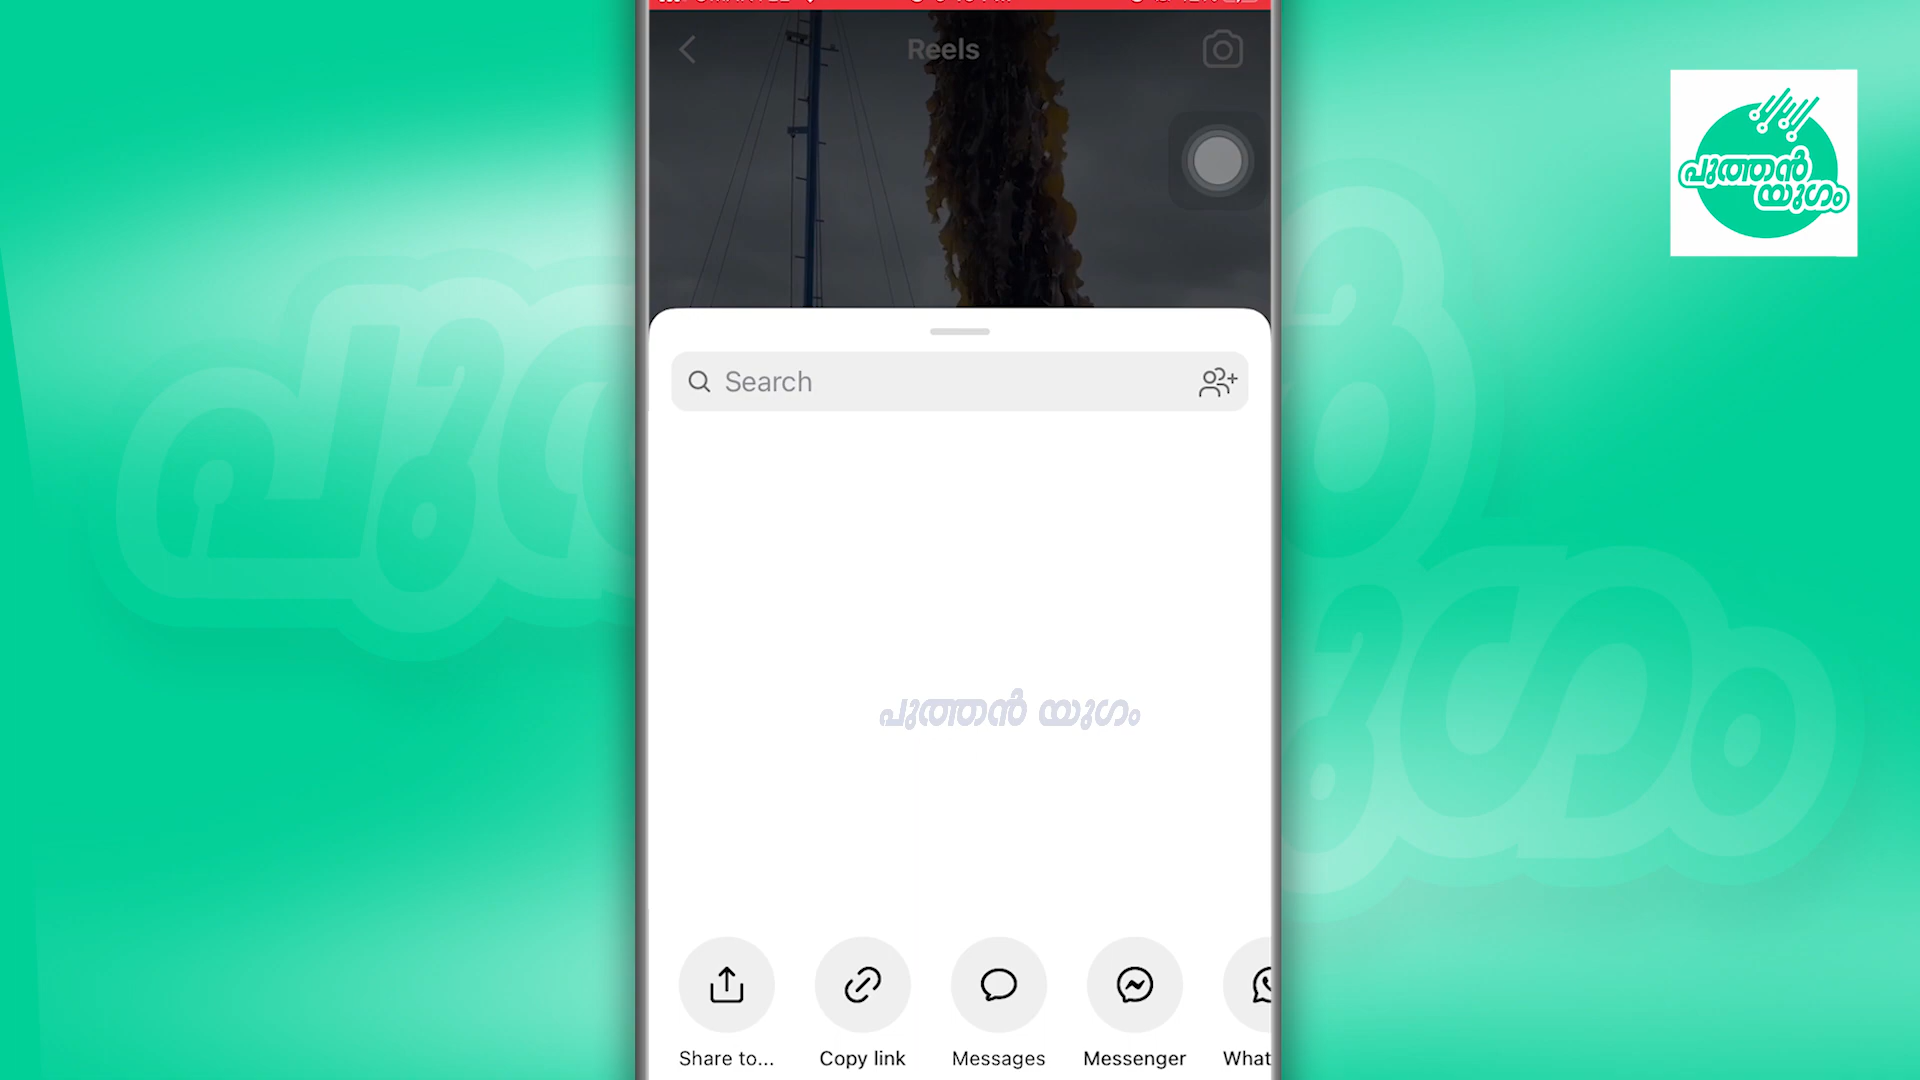 Reels
പുത്തൻ
യുഗം
Search
പുത്തൻ യുഗം
Share to...
Copy link
Messages
Messenger
What